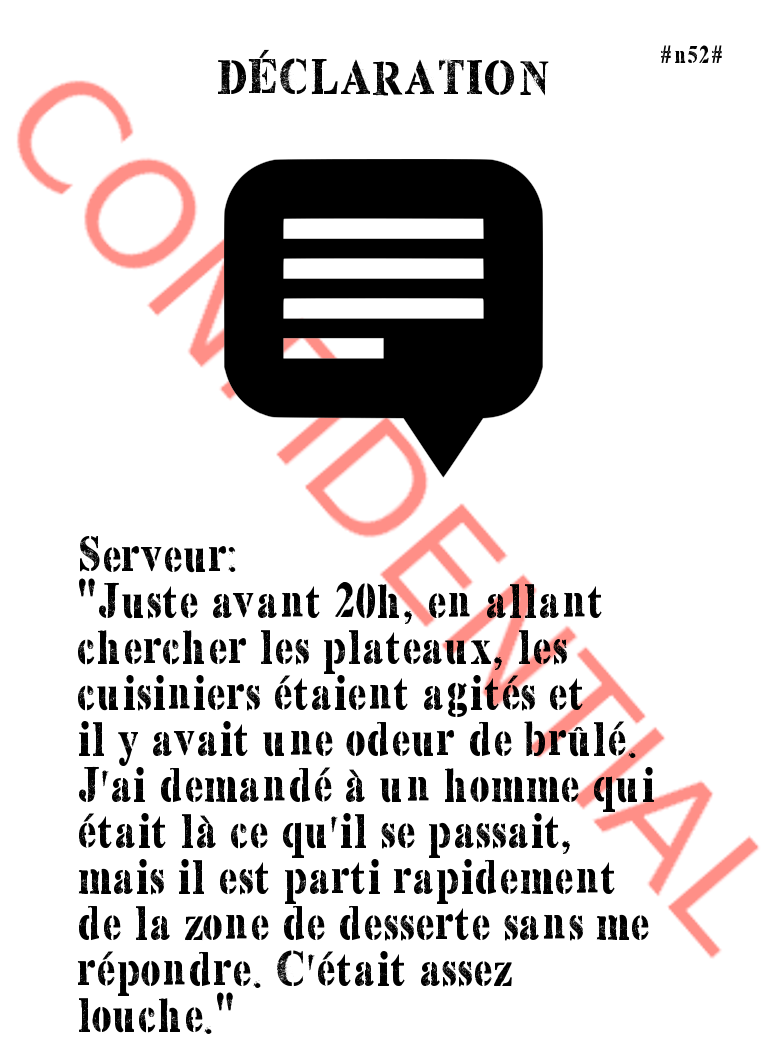 #n52#
DÉCLARATION
CONFIDENTIAL
Serveur:
"Juste avant 20h, en allant
chercher les plateaux, les
cuisiniers étaient agités et
il y avait une odeur de brûlé.
J'ai demandé à un homme qui
était là ce qu'il se passait,
mais il est parti rapidement
de la zone de desserte sans me
répondre. C'était assez
louche."